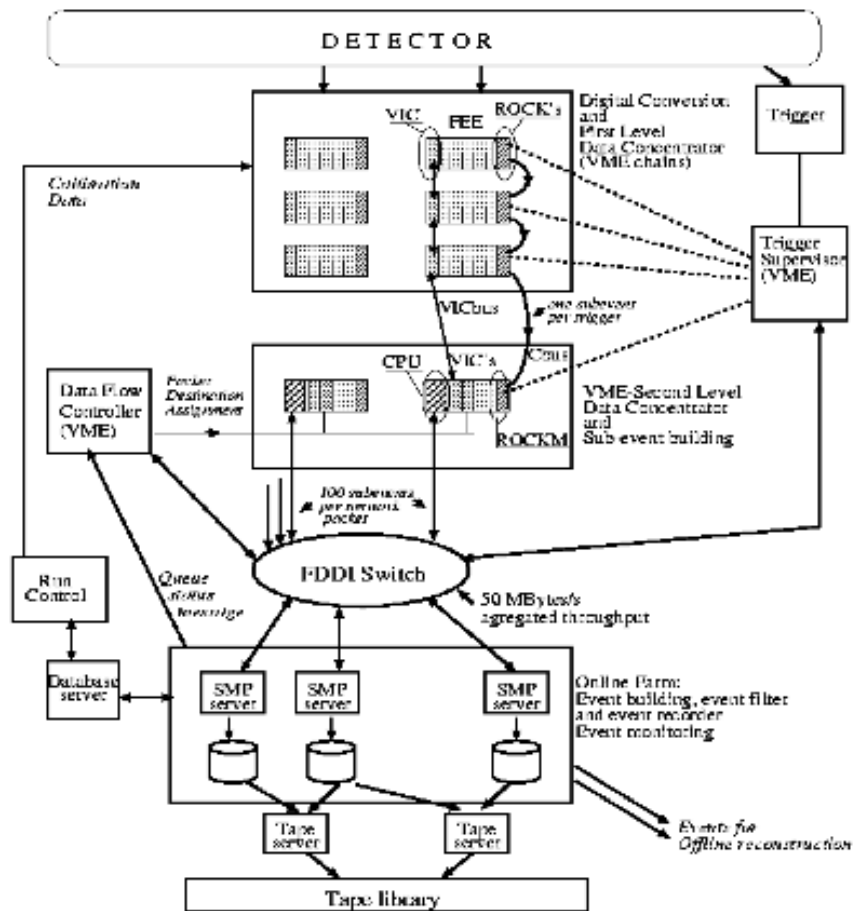 DETECTOR
VIC
FEE
ROCK's
Digital Conversion
and
First Level
Data Concentrator
(VME chains)
Trigger
Data
Trigger
Supervisor
(VME)
VICbus
one
per trigger
Cbus
CPU
VIC's
ROCKM
Data Flow
Controller
(VME)
Packet
Destination
Assignment
VME-Second Level
Data Concentrator
and
Sub event building
100
per network
packet
FDDI Switch
50 MBytes/s
agregated throughput
Run
Control
Queue
status
message
Database
server
SMP
server
SMP
server
SMP
server
Online Farm:
Event building, event filter
and event recorder
Event monitoring
Tape
server
Tape
server
Events for
Offline reconstruction
Tape library